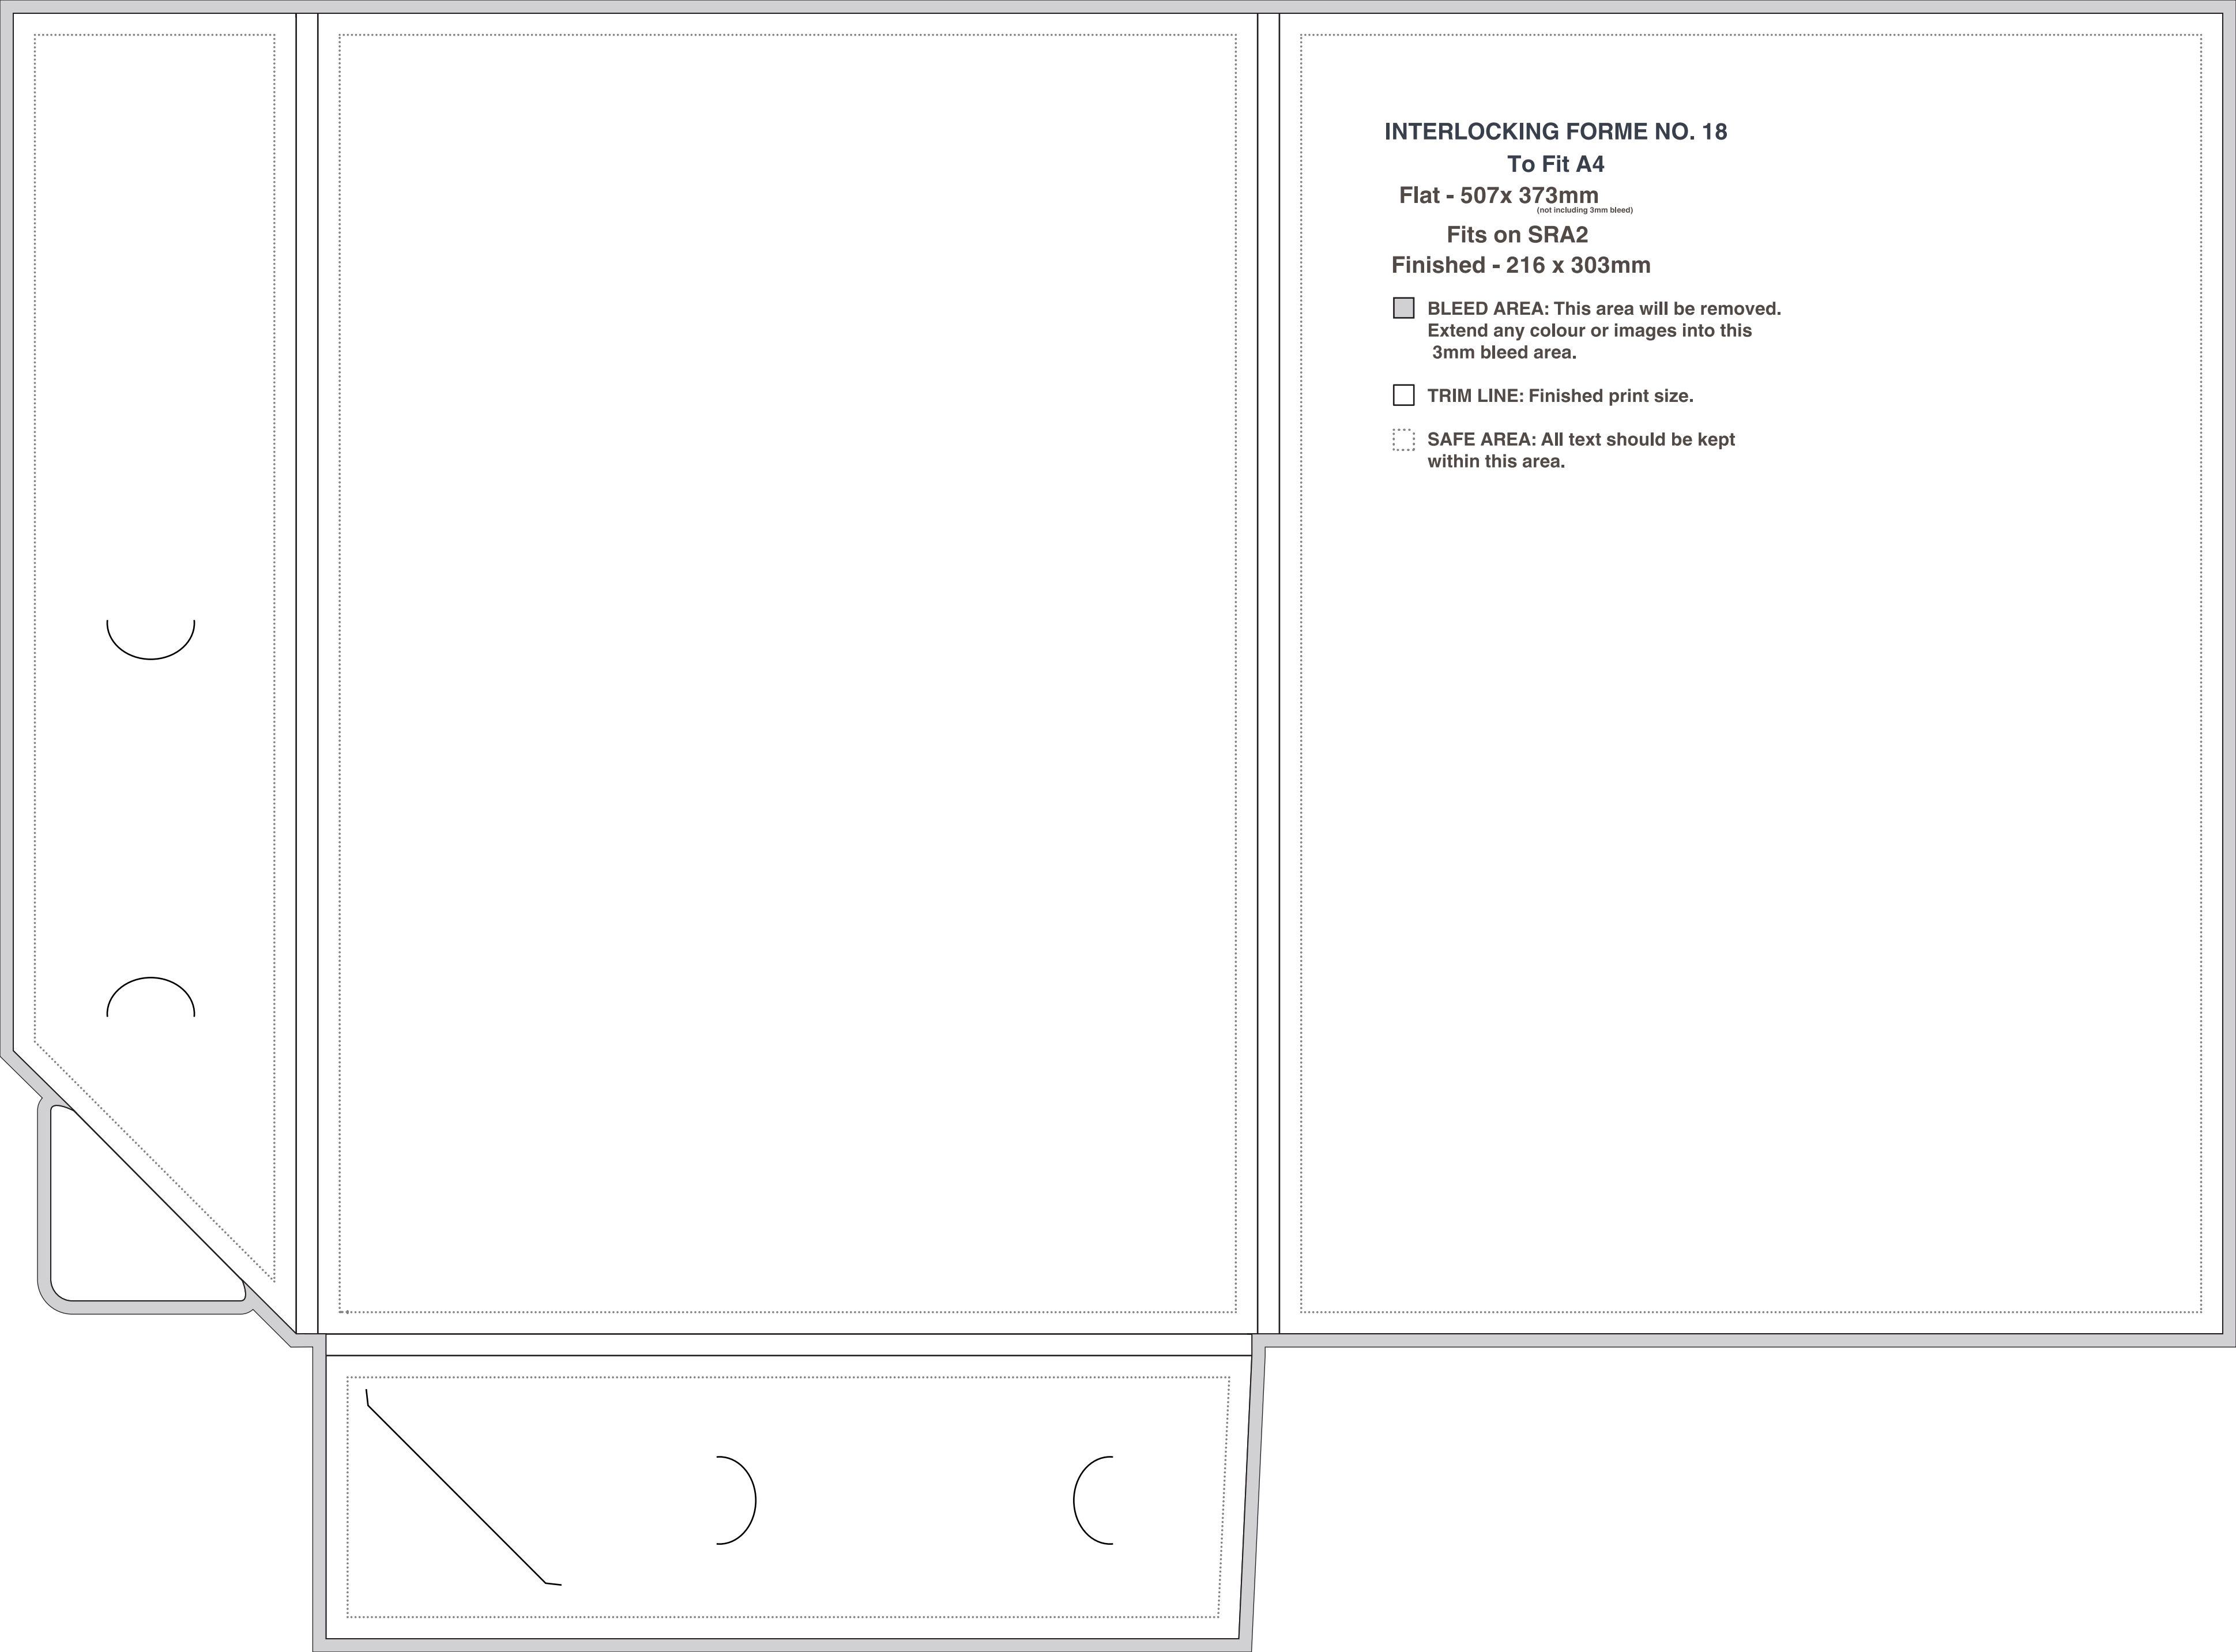 INTERLOCKING FORME NO. 18
To Fit A4
Flat - 507x 373mm
(not including 3mm bleed)
Fits on SRA2
Finished - 216 x 303mm
BLEED AREA: This area will be removed.
Extend any colour or images into this
3mm bleed area.
TRIM LINE: Finished print size.
SAFE AREA: All text should be kept
within this area.